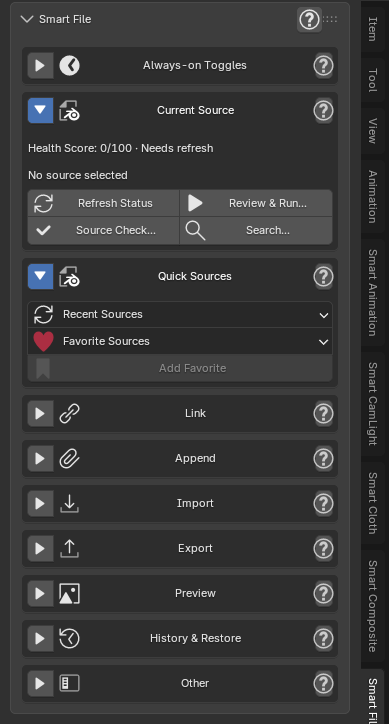 Smart File
Always-on Toggles
Current Source
Health Score: 0/100 · Needs refresh
No source selected
Refresh Status
Review & Run...
Source Check...
Search...
Quick Sources
Recent Sources
Favorite Sources
Add Favorite
Link
Append
Import
Export
Preview
History & Restore
Other
Item
Tool
View
Animation
Smart Animation
Smart CamLight
Smart Cloth
Smart Composite
Smart Fil